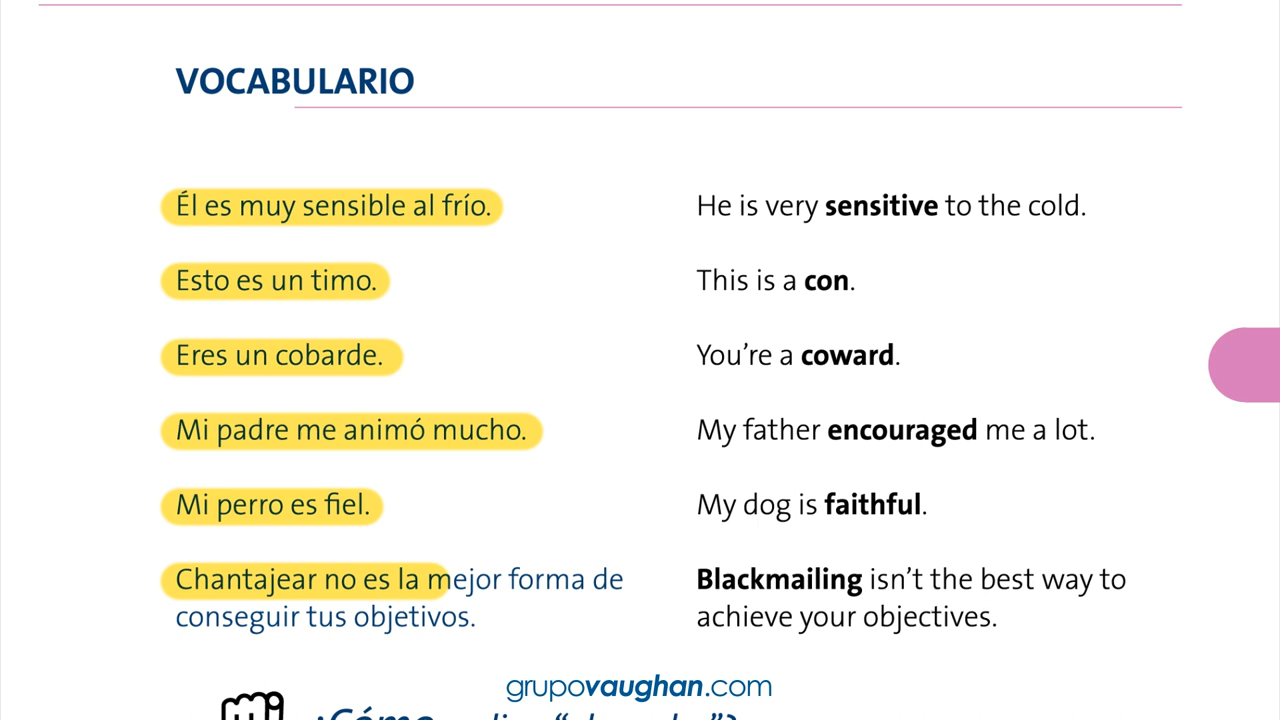 VOCABULARIO
Él es muy sensible al frío.
He is very sensitive to the cold.
Esto es un timo.
This is a con.
Eres un cobarde.
You’re a coward.
Mi padre me animó mucho.
My father encouraged me a lot.
Mi perro es fiel.
My dog is faithful.
Chantajear no es la mejor forma de
conseguir tus objetivos.
Blackmailing isn’t the best way to
achieve your objectives.
grupovaughan.com
¿Cómo